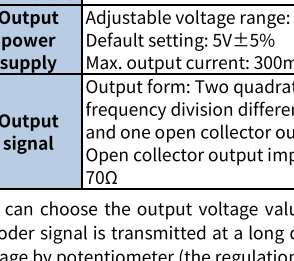 Output
power
supply
Adjustable voltage range:
Default setting: 5V±5%
Max. output current: 300m
Output
signal
Output form: Two quadrat
frequency division differen
and one open collector ou
Open collector output imp
70Ω
can choose the output voltage valu
oder signal is transmitted at a long d
age by potentiometer (the regulation